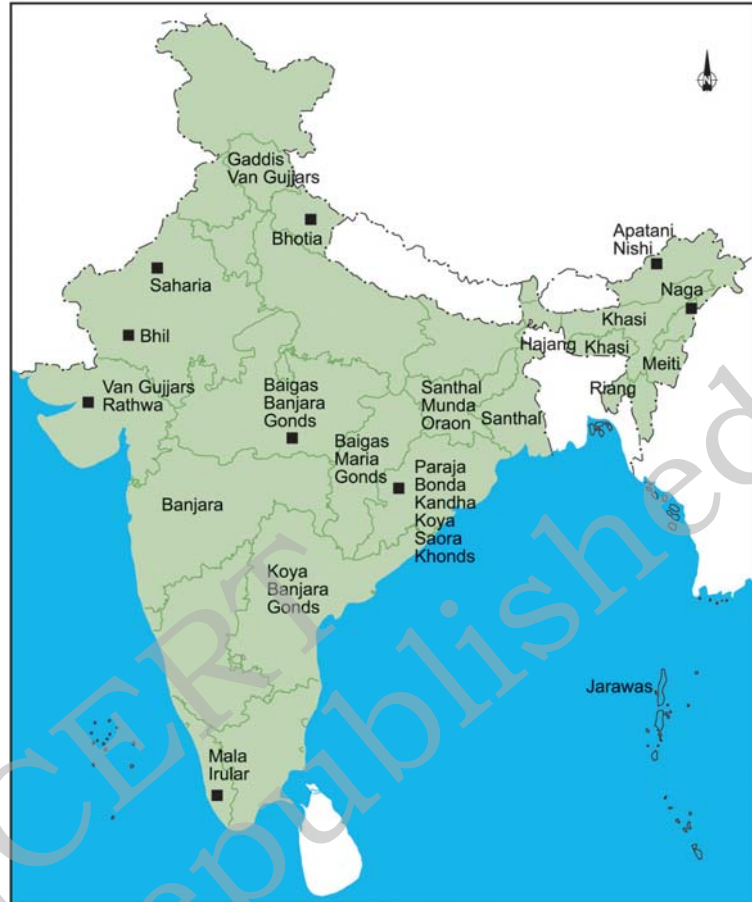 N
Gaddis
Van Gujjars
Bhotia
Apatani
Nishi
Saharia
Naga
Khasi
Bhil
Hajang
Khasi
Meiti
Van Gujjars
Rathwa
Baigas
Banjara
Gonds
Santhal
Munda
Oraon
Santhal
Riang
Baigas
Maria
Gonds
Paraja
Bonda
Kandha
Koya
Saora
Khonds
Banjara
Koya
Banjara
Gonds
Jarawas
Mala
Irular
CERT
republished